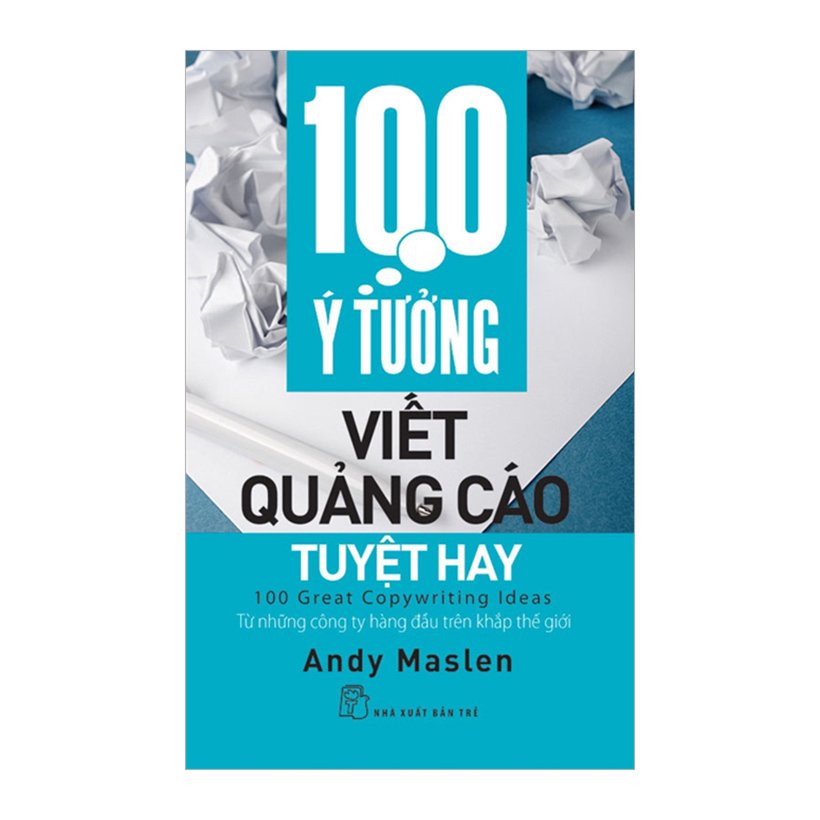 100
Ý TƯỞNG
VIẾT
QUẢNG CÁO
TUYỆT HAY
100 Great Copywriting Ideas
Từ những công ty hàng đầu trên khắp thế giới
Andy Maslen
NHÀ XUẤT BẢN TRẺ